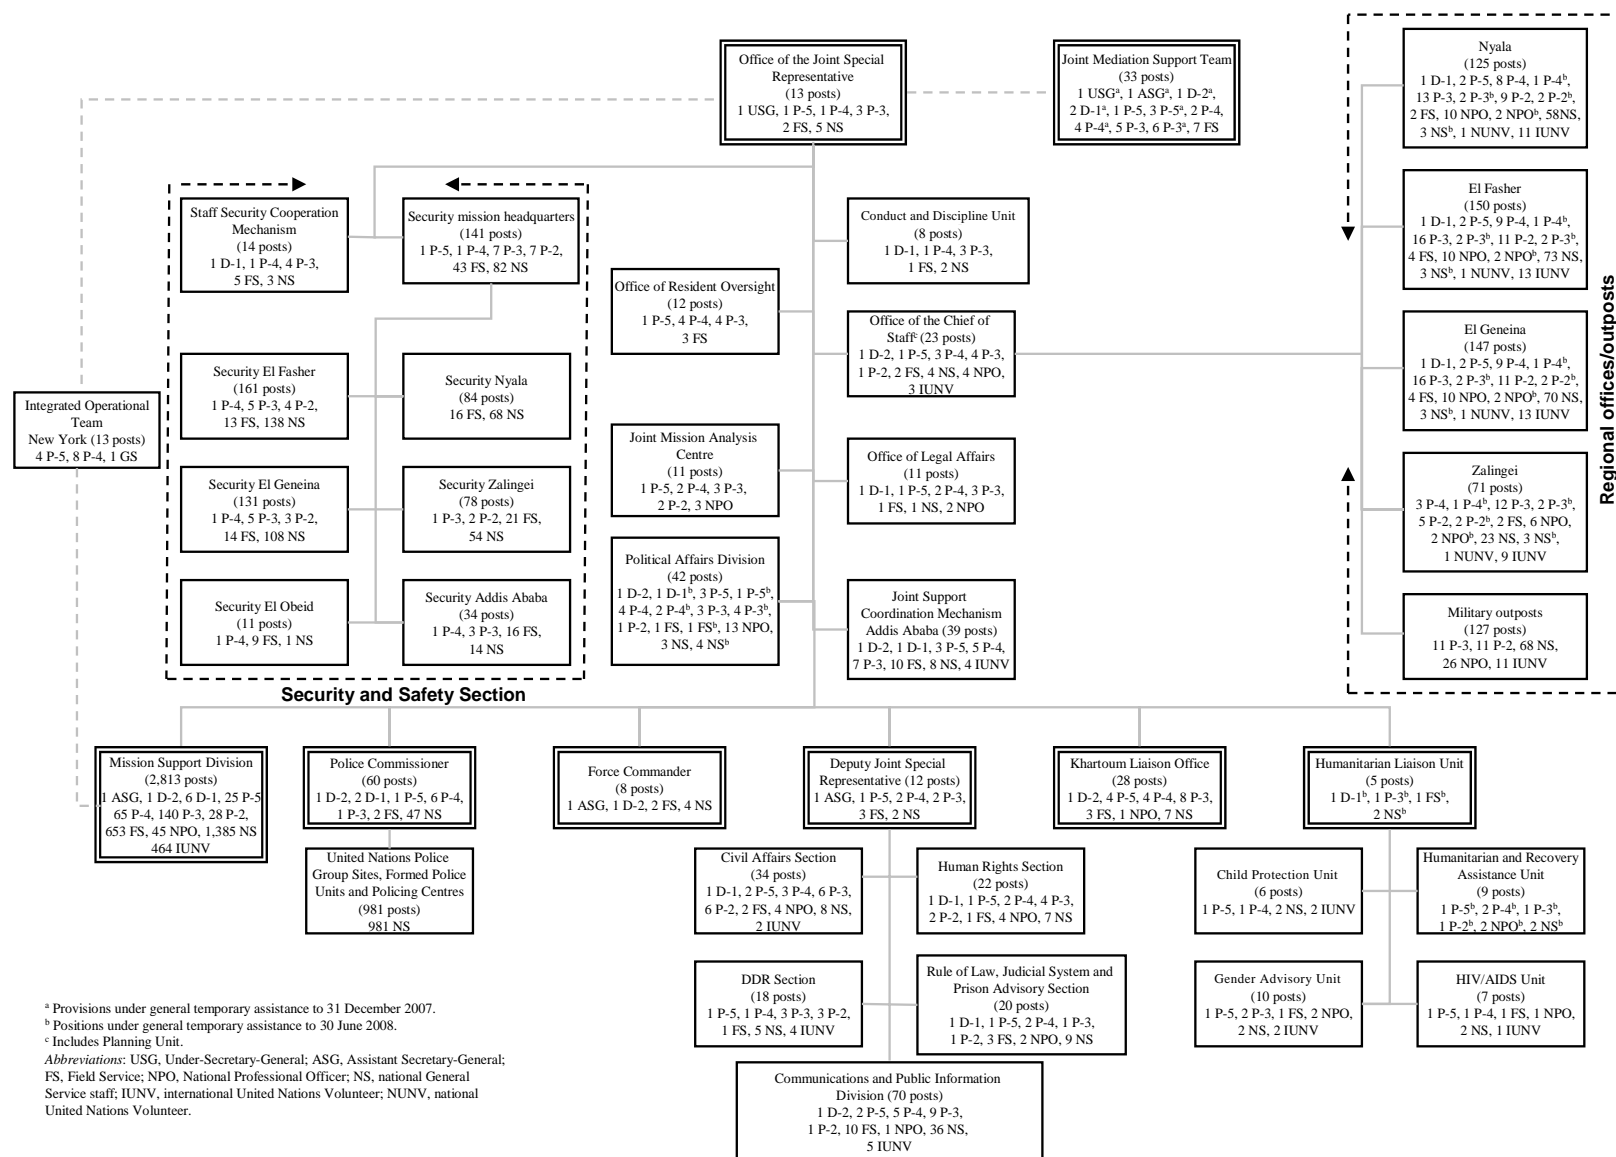 Office of the Joint Special
Representative
(13 posts)
1 USG, 1 P-5, 1 P-4, 3 P-3,
2 FS, 5 NS
Joint Mediation Support Team
(33 posts)
1 USGᵃ, 1 ASGᵃ, 1 D-2ᵃ,
2 D-1ᵃ, 1 P-5, 3 P-5ᵃ, 2 P-4,
4 P-4ᵃ, 5 P-3, 6 P-3ᵃ, 7 FS
Nyala
(125 posts)
1 D-1, 2 P-5, 8 P-4, 1 P-4ᵇ,
13 P-3, 2 P-3ᵇ, 9 P-2, 2 P-2ᵇ,
2 FS, 10 NPO, 2 NPOᵇ, 58NS,
3 NSᵇ, 1 NUNV, 11 IUNV
El Fasher
(150 posts)
1 D-1, 2 P-5, 9 P-4, 1 P-4ᵇ,
16 P-3, 2 P-3ᵇ, 11 P-2, 2 P-3ᵇ,
4 FS, 10 NPO, 2 NPOᵇ, 73 NS,
3 NSᵇ, 1 NUNV, 13 IUNV
El Geneina
(147 posts)
1 D-1, 2 P-5, 9 P-4, 1 P-4ᵇ,
16 P-3, 2 P-3ᵇ, 11 P-2, 2 P-2ᵇ,
4 FS, 10 NPO, 2 NPOᵇ, 70 NS,
3 NSᵇ, 1 NUNV, 13 IUNV
Zalingei
(71 posts)
3 P-4, 1 P-4ᵇ, 12 P-3, 2 P-3ᵇ,
5 P-2, 2 P-2ᵇ, 2 FS, 6 NPO,
2 NPOᵇ, 23 NS, 3 NSᵇ,
1 NUNV, 9 IUNV
Military outposts
(127 posts)
11 P-3, 11 P-2, 68 NS,
26 NPO, 11 IUNV
Regional offices/outposts
Staff Security Cooperation
Mechanism
(14 posts)
1 D-1, 1 P-4, 4 P-3,
5 FS, 3 NS
Security mission headquarters
(141 posts)
1 P-5, 1 P-4, 7 P-3, 7 P-2,
43 FS, 82 NS
Security El Fasher
(161 posts)
1 P-4, 5 P-3, 4 P-2,
13 FS, 138 NS
Security Nyala
(84 posts)
16 FS, 68 NS
Security El Geneina
(131 posts)
1 P-4, 5 P-3, 3 P-2,
14 FS, 108 NS
Security Zalingei
(78 posts)
1 P-3, 2 P-2, 21 FS,
54 NS
Security El Obeid
(11 posts)
1 P-4, 9 FS, 1 NS
Security Addis Ababa
(34 posts)
1 P-4, 3 P-3, 16 FS,
14 NS
Security and Safety Section
Integrated Operational
Team
New York (13 posts)
4 P-5, 8 P-4, 1 GS
Conduct and Discipline Unit
(8 posts)
1 D-1, 1 P-4, 3 P-3,
1 FS, 2 NS
Office of Resident Oversight
(12 posts)
1 P-5, 4 P-4, 4 P-3,
3 FS
Office of the Chief of
Staffᶜ (23 posts)
1 D-2, 1 P-5, 3 P-4, 4 P-3,
1 P-2, 2 FS, 4 NS, 4 NPO,
3 IUNV
Joint Mission Analysis
Centre
(11 posts)
1 P-5, 2 P-4, 3 P-3,
2 P-2, 3 NPO
Office of Legal Affairs
(11 posts)
1 D-1, 1 P-5, 2 P-4, 3 P-3,
1 FS, 1 NS, 2 NPO
Political Affairs Division
(42 posts)
1 D-2, 1 D-1ᵇ, 3 P-5, 1 P-5ᵇ,
4 P-4, 2 P-4ᵇ, 3 P-3, 4 P-3ᵇ,
1 P-2, 1 FS, 1 FSᵇ, 13 NPO,
3 NS, 4 NSᵇ
Joint Support
Coordination Mechanism
Addis Ababa (39 posts)
1 D-2, 1 D-1, 3 P-5, 5 P-4,
7 P-3, 10 FS, 8 NS, 4 IUNV
Mission Support Division
(2,813 posts)
1 ASG, 1 D-2, 6 D-1, 25 P-5
65 P-4, 140 P-3, 28 P-2,
653 FS, 45 NPO, 1,385 NS
464 IUNV
Police Commissioner
(60 posts)
1 D-2, 2 D-1, 1 P-5, 6 P-4,
1 P-3, 2 FS, 47 NS
United Nations Police
Group Sites, Formed Police
Units and Policing Centres
(981 posts)
981 NS
Force Commander
(8 posts)
1 ASG, 1 D-2, 2 FS, 4 NS
Deputy Joint Special
Representative (12 posts)
1 ASG, 1 P-5, 2 P-4, 2 P-3,
3 FS, 2 NS
Khartoum Liaison Office
(28 posts)
1 D-2, 4 P-5, 4 P-4, 8 P-3,
3 FS, 1 NPO, 7 NS
Humanitarian Liaison Unit
(5 posts)
1 D-1ᵇ, 1 P-3ᵇ, 1 FSᵇ,
2 NSᵇ
Civil Affairs Section
(34 posts)
1 D-1, 2 P-5, 3 P-4, 6 P-3,
6 P-2, 2 FS, 4 NPO, 8 NS,
2 IUNV
Human Rights Section
(22 posts)
1 D-1, 1 P-5, 2 P-4, 4 P-3,
2 P-2, 1 FS, 4 NPO, 7 NS
Child Protection Unit
(6 posts)
1 P-5, 1 P-4, 2 NS, 2 IUNV
Humanitarian and Recovery
Assistance Unit
(9 posts)
1 P-5ᵇ, 2 P-4ᵇ, 1 P-3ᵇ,
1 P-2ᵇ, 2 NPOᵇ, 2 NSᵇ
DDR Section
(18 posts)
1 P-5, 1 P-4, 3 P-3, 3 P-2,
1 FS, 5 NS, 4 IUNV
Rule of Law, Judicial System and
Prison Advisory Section
(20 posts)
1 D-1, 1 P-5, 2 P-4, 1 P-3,
1 P-2, 3 FS, 2 NPO, 9 NS
Gender Advisory Unit
(10 posts)
1 P-5, 2 P-3, 1 FS, 2 NPO,
2 NS, 2 IUNV
HIV/AIDS Unit
(7 posts)
1 P-5, 1 P-4, 1 FS, 1 NPO,
2 NS, 1 IUNV
Communications and Public Information
Division (70 posts)
1 D-2, 2 P-5, 5 P-4, 9 P-3,
1 P-2, 10 FS, 1 NPO, 36 NS,
5 IUNV
ᵃ Provisions under general temporary assistance to 31 December 2007.
ᵇ Positions under general temporary assistance to 30 June 2008.
ᶜ Includes Planning Unit.
Abbreviations: USG, Under-Secretary-General; ASG, Assistant Secretary-General;
FS, Field Service; NPO, National Professional Officer; NS, national General
Service staff; IUNV, international United Nations Volunteer; NUNV, national
United Nations Volunteer.